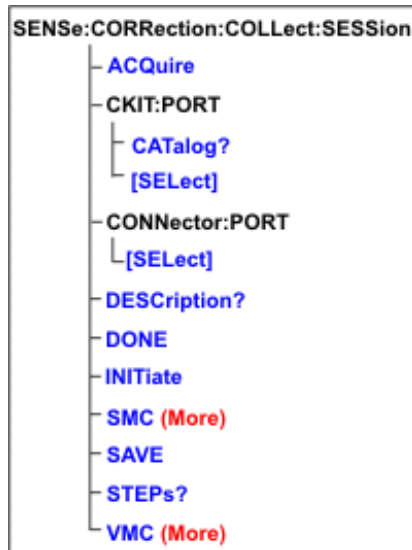 SENSe:CORRection:COLLect:SESSion
ACQuire
CKIT:PORT
CATalog?
[SELect]
CONNector:PORT
[SELect]
DESCription?
DONE
INITiate
SMC (More)
SAVE
STEPs?
VMC (More)